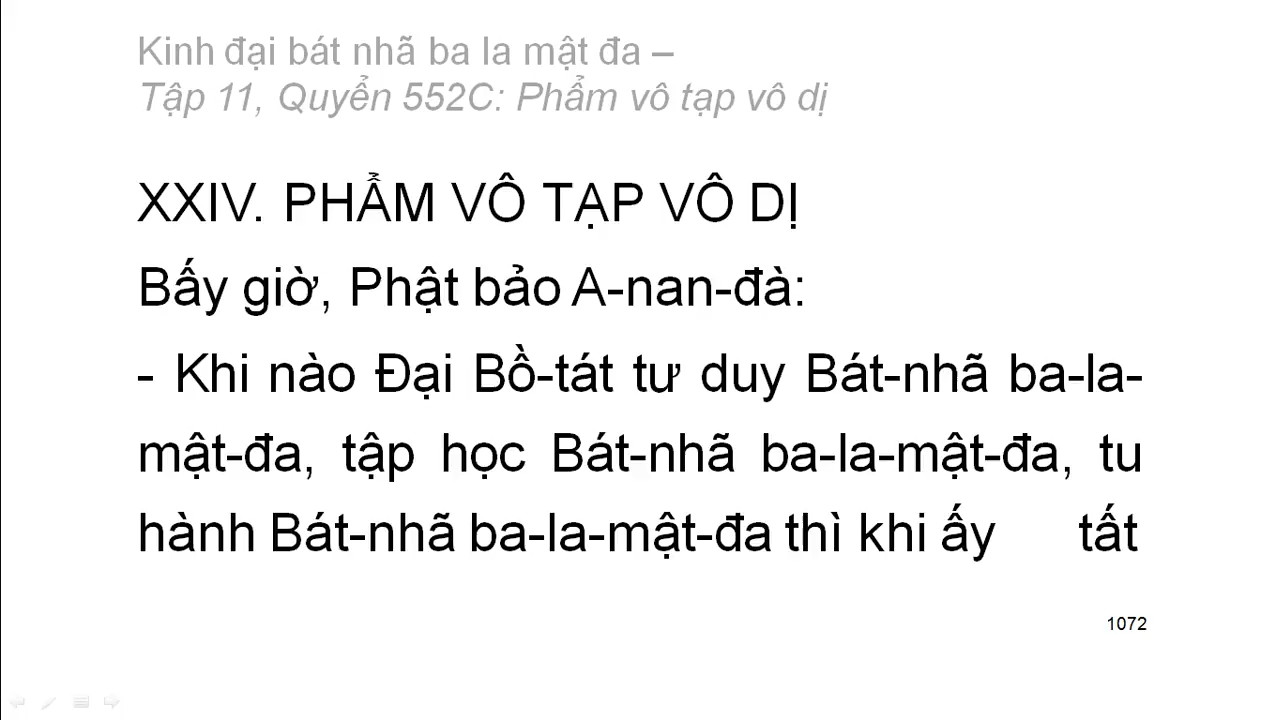 Kinh đại bát nhã ba la mật đa –
Tập 11, Quyển 552C: Phẩm vô tạp vô dị
XXIV. PHẨM VÔ TẠP VÔ DỊ
Bấy giờ, Phật bảo A-nan-đà:
- Khi nào Đại Bồ-tát tư duy Bát-nhã ba-la-
mật-đa, tập học Bát-nhã ba-la-mật-đa, tu
hành Bát-nhã ba-la-mật-đa thì khi ấy tất
1072